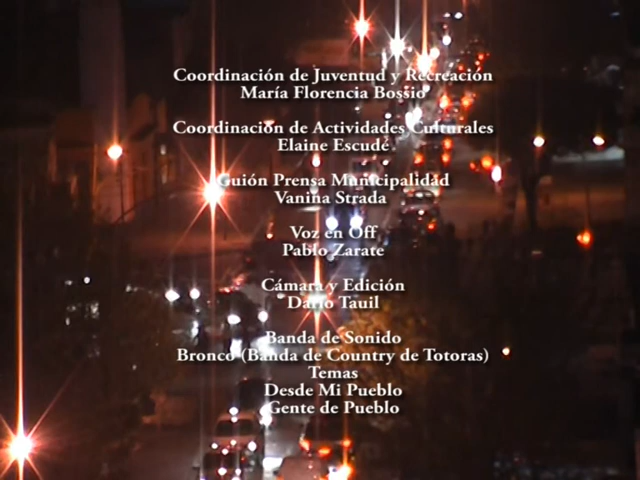 Coordinación de Juventud y Recreación
María Florencia Bossio
Coordinación de Actividades Culturales
Elaine Escudé
Guión Prensa Municipalidad
Vanina Strada
Voz en Off
Pablo Zarate
Cámara y Edición
Darío Tauil
Banda de Sonido
Bronco (Banda de Country de Totoras)
Temas
Desde Mi Pueblo
Gente de Pueblo